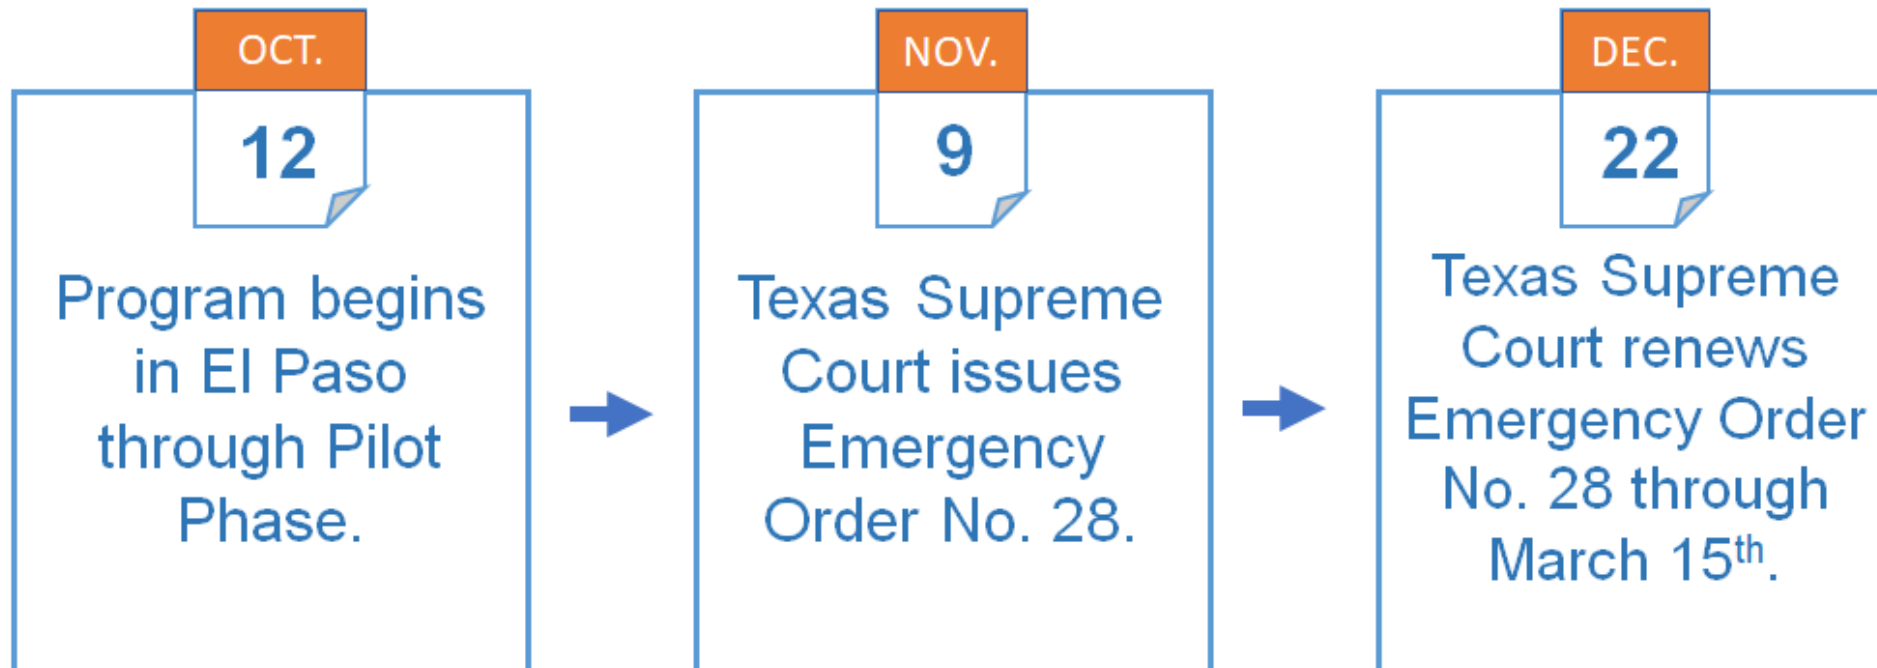 OCT.
12
Program begins
in El Paso
through Pilot
Phase.
NOV.
9
Texas Supreme
Court issues
Emergency
Order No. 28.
DEC.
22
Texas Supreme
Court renews
Emergency Order
No. 28 through
March 15th.